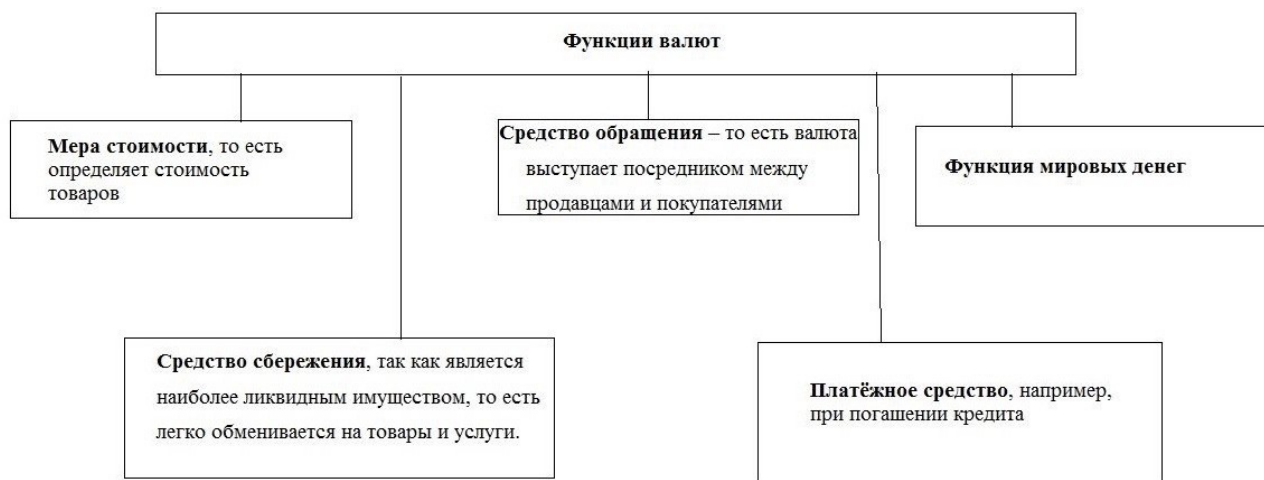 Функции валют
Мера стоимости, то есть
определяет стоимость
товаров
Средство обращения – то есть валюта
выступает посредником между
продавцами и покупателями
Функция мировых денег
Средство сбережения, так как является
наиболее ликвидным имуществом, то есть
легко обменивается на товары и услуги.
Платёжное средство, например,
при погашении кредита